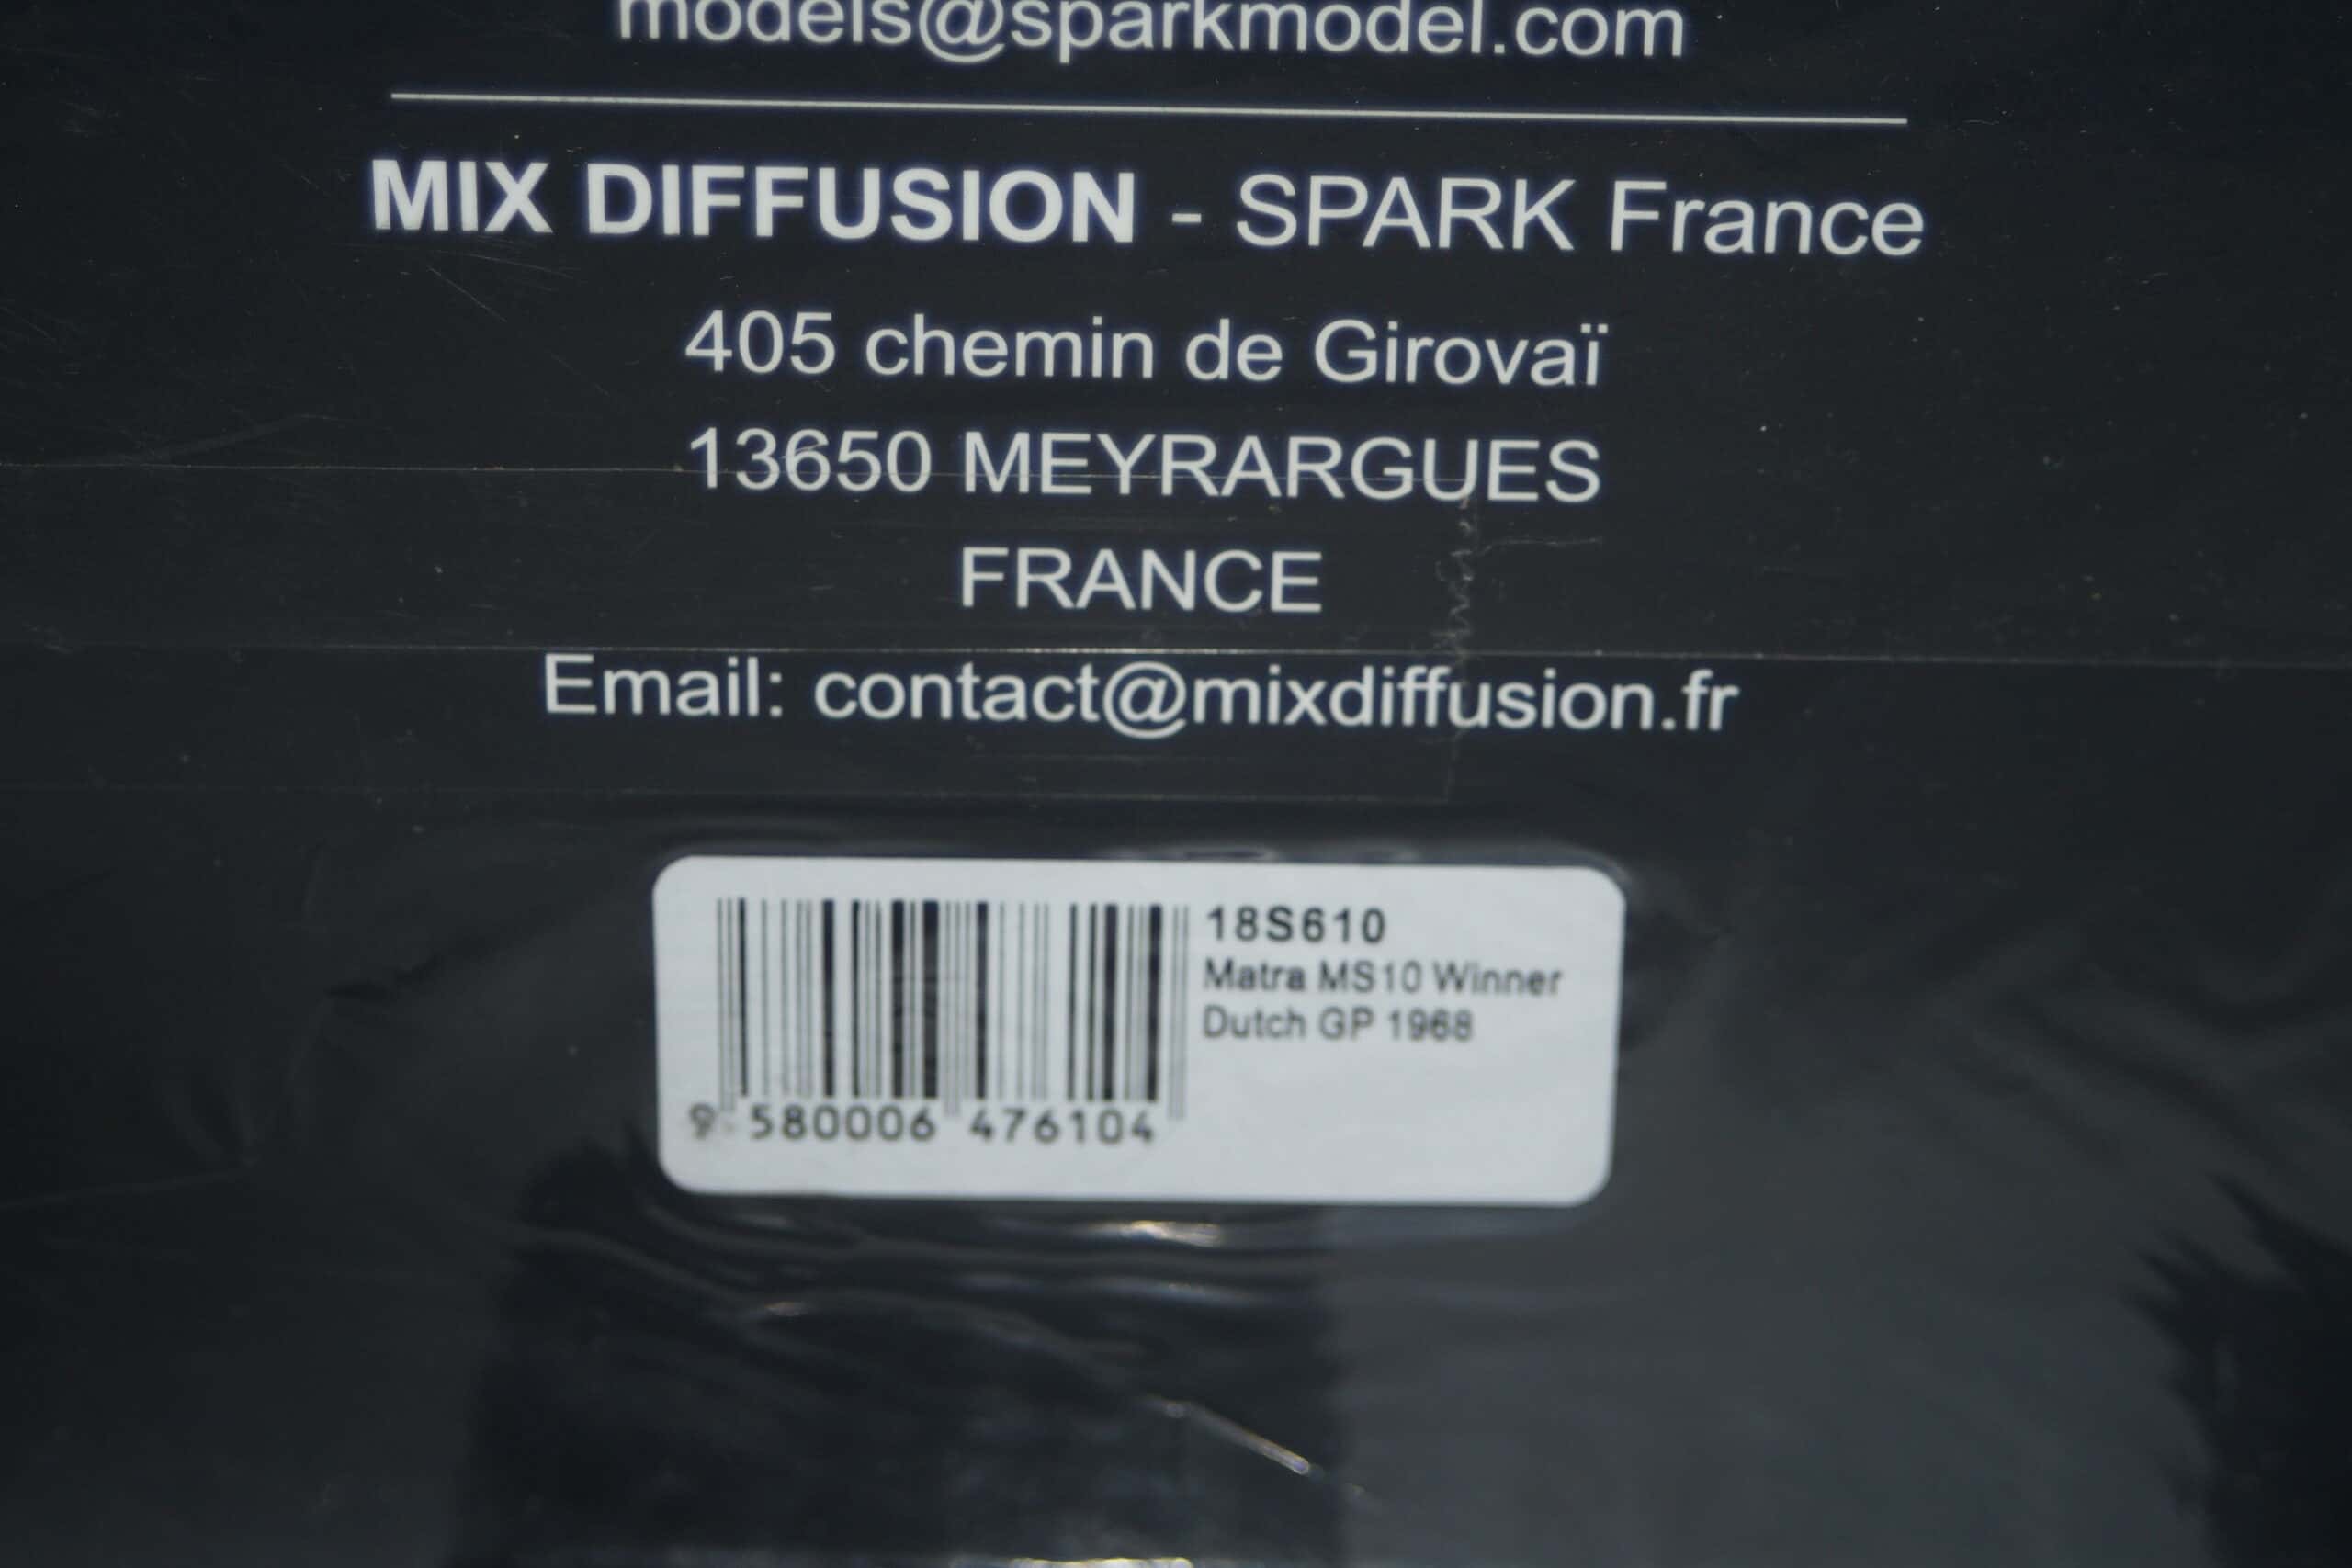 models@sparkmodel.com
MIX DIFFUSION - SPARK France
405 chemin de Girovaï
13650 MEYRARGUES
FRANCE
Email: contact@mixdiffusion.fr
18S610
Matra MS10 Winner
Dutch GP 1968
9 580006 476104